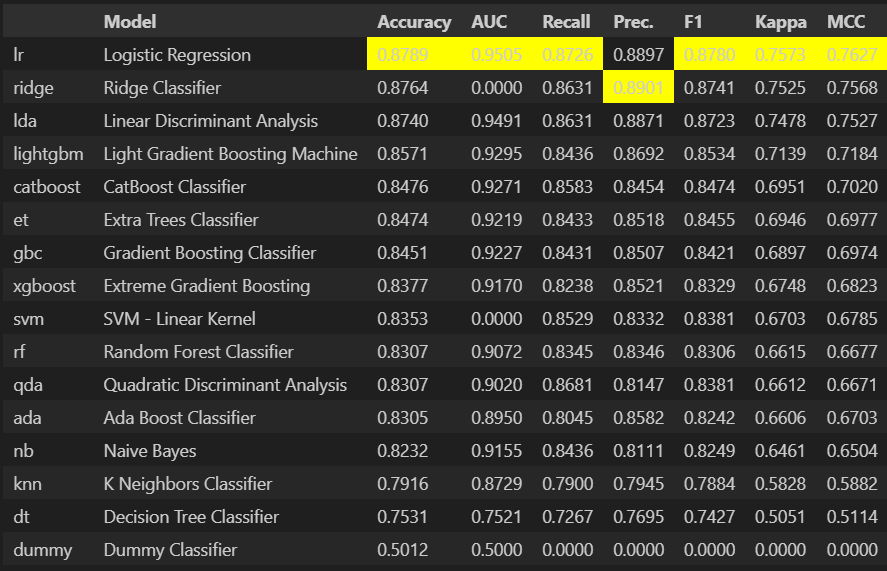 Model Accuracy AUC Recall Prec. F1 Kappa MCC
lr Logistic Regression 0.8789 0.9505 0.8726 0.8897 0.8780 0.7573 0.7627
ridge Ridge Classifier 0.8764 0.0000 0.8631 0.8901 0.8741 0.7525 0.7568
lda Linear Discriminant Analysis 0.8740 0.9491 0.8631 0.8871 0.8723 0.7478 0.7527
lightgbm Light Gradient Boosting Machine 0.8571 0.9295 0.8436 0.8692 0.8534 0.7139 0.7184
catboost CatBoost Classifier 0.8476 0.9271 0.8583 0.8454 0.8474 0.6951 0.7020
et Extra Trees Classifier 0.8474 0.9219 0.8433 0.8518 0.8455 0.6946 0.6977
gbc Gradient Boosting Classifier 0.8451 0.9227 0.8431 0.8507 0.8421 0.6897 0.6974
xgboost Extreme Gradient Boosting 0.8377 0.9170 0.8238 0.8521 0.8329 0.6748 0.6823
svm SVM - Linear Kernel 0.8353 0.0000 0.8529 0.8332 0.8381 0.6703 0.6785
rf Random Forest Classifier 0.8307 0.9072 0.8345 0.8346 0.8306 0.6615 0.6677
qda Quadratic Discriminant Analysis 0.8307 0.9020 0.8681 0.8147 0.8381 0.6612 0.6671
ada Ada Boost Classifier 0.8305 0.8950 0.8045 0.8582 0.8242 0.6606 0.6703
nb Naive Bayes 0.8232 0.9155 0.8436 0.8111 0.8249 0.6461 0.6504
knn K Neighbors Classifier 0.7916 0.8729 0.7900 0.7945 0.7884 0.5828 0.5882
dt Decision Tree Classifier 0.7531 0.7521 0.7267 0.7695 0.7427 0.5051 0.5114
dummy Dummy Classifier 0.5012 0.5000 0.0000 0.0000 0.0000 0.0000 0.0000